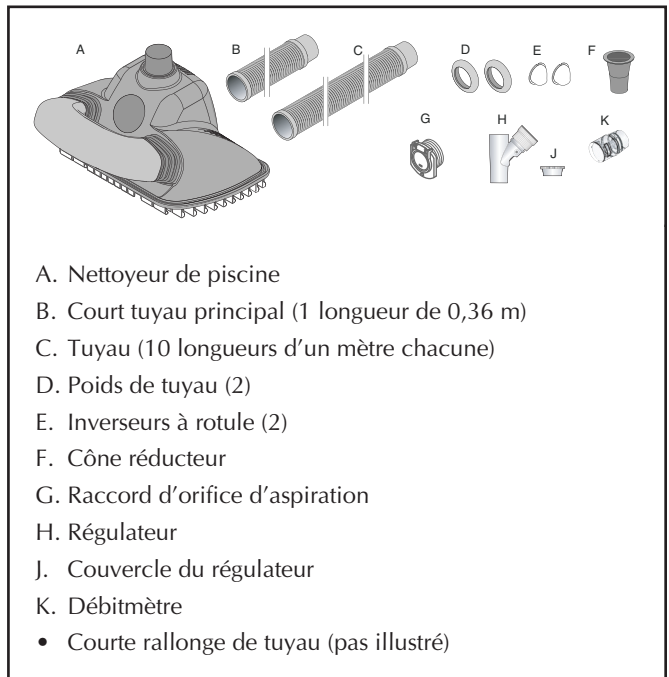 A B C D E F
G H J K
A. Nettoyeur de piscine
B. Court tuyau principal (1 longueur de 0,36 m)
C. Tuyau (10 longueurs d’un mètre chacune)
D. Poids de tuyau (2)
E. Inverseurs à rotule (2)
F. Cône réducteur
G. Raccord d’orifice d’aspiration
H. Régulateur
J. Couvercle du régulateur
K. Débitmètre
• Courte rallonge de tuyau (pas illustré)